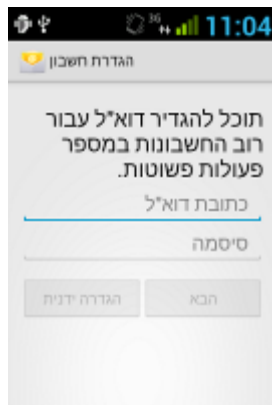 3G 11:04
הגדרת חשבון
תוכל להגדיר דוא"ל עבור
רוב החשבונות במספר
פעולות פשוטות.
כתובת דוא"ל
סיסמה
הגדרה ידנית הבא